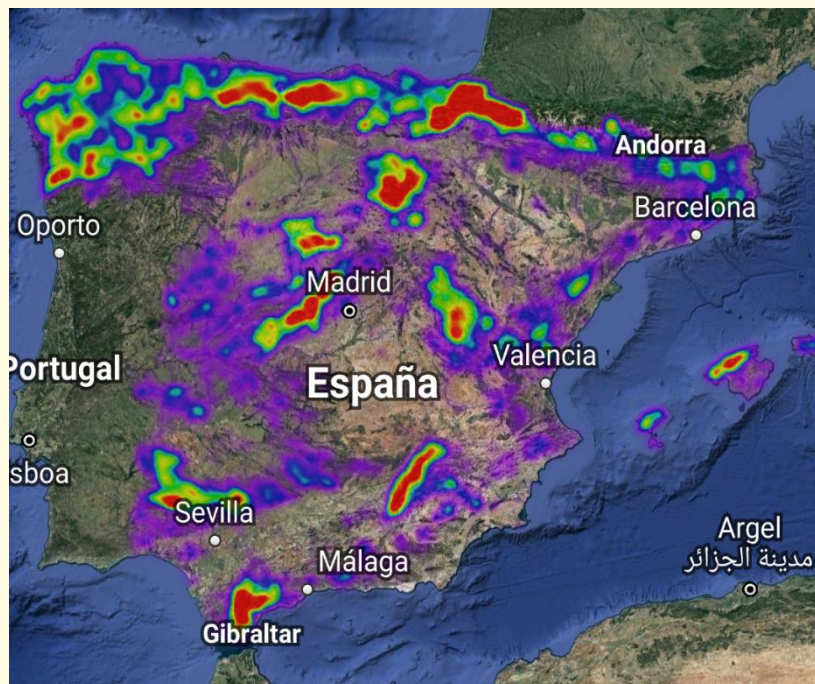 Andorra
Oporto
Barcelona
Madrid
Portugal
España
Valencia
sboa
Sevilla
Argel
مدينة الجزائر
Málaga
Gibraltar